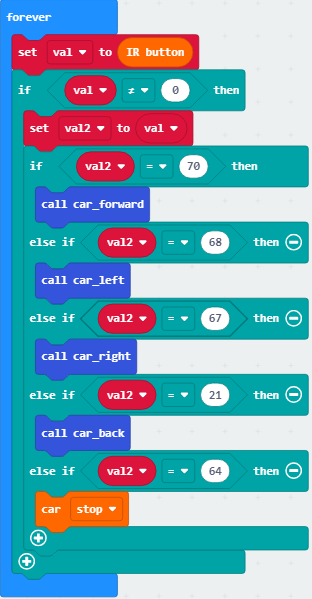 forever
set val to IR button
if val ≠ 0 then
set val2 to val
if val2 = 70 then
call car_forward
else if val2 = 68 then
call car_left
else if val2 = 67 then
call car_right
else if val2 = 21 then
call car_back
else if val2 = 64 then
car stop